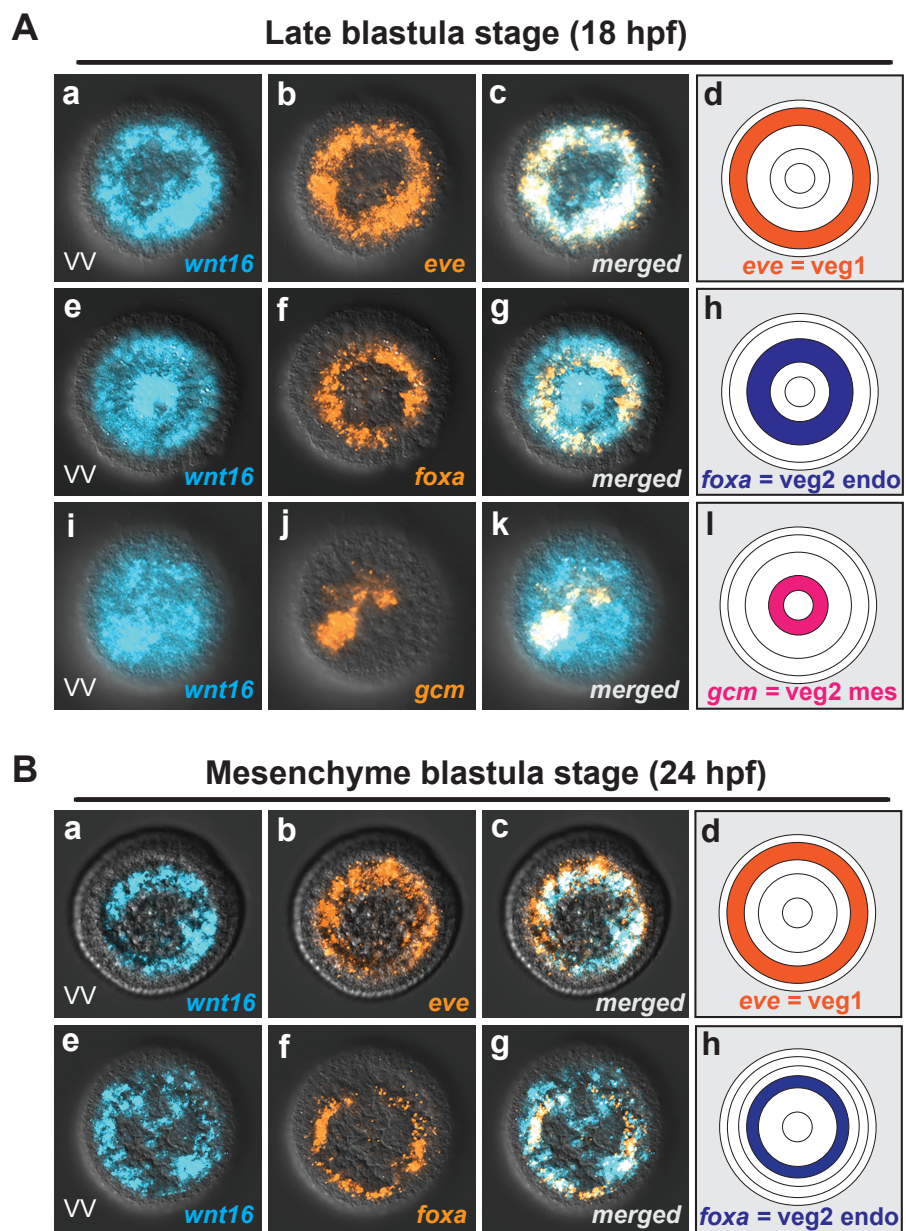 A
Late blastula stage (18 hpf)
a
VV
wnt16
b
eve
c
merged
d
eve = veg1
e
VV
wnt16
f
foxa
g
merged
h
foxa = veg2 endo
i
VV
wnt16
j
gcm
k
merged
l
gcm = veg2 mes
B
Mesenchyme blastula stage (24 hpf)
a
VV
wnt16
b
eve
c
merged
d
eve = veg1
e
VV
wnt16
f
foxa
g
merged
h
foxa = veg2 endo